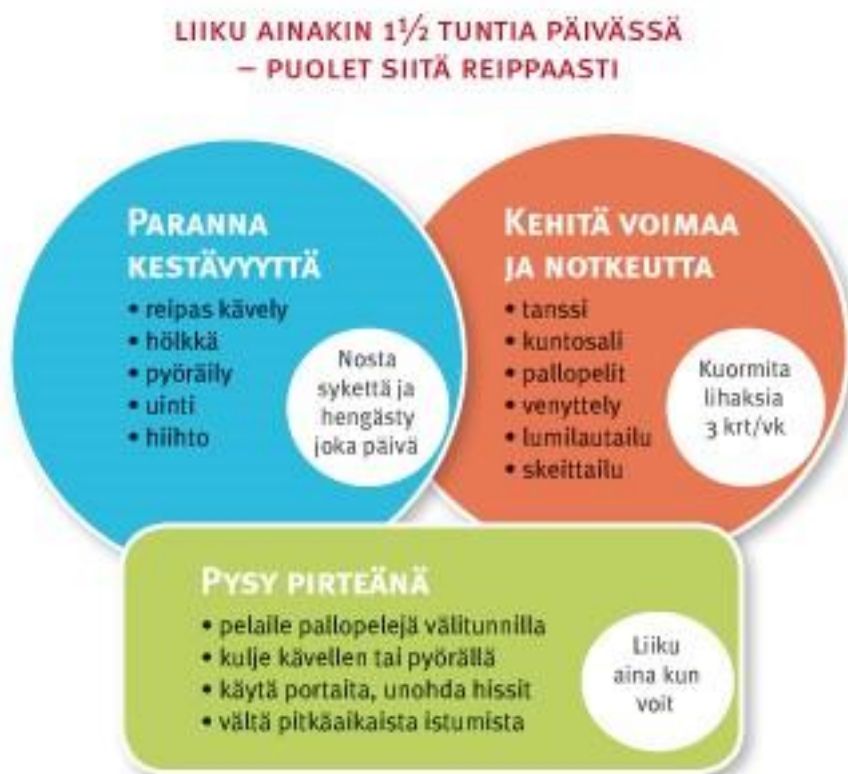 LIIKU AINAKIN 1½ TUNTIA PÄIVÄSSÄ
– PUOLET SIITÄ REIPPAASTI
PARANNA
KESTÄVYYTTÄ
• reipas kävely
• hölkkä
• pyöräily
• uinti
• hiihto
Nosta
sykettä ja
hengästy
joka päivä
KEHITÄ VOIMAA
JA NOTKEUTTA
• tanssi
• kuntosali
• pallopelit
• venyttely
• lumilautailu
• skeittailu
Kuormita
lihaksia
3 krt/vk
PYSY PIRTEÄNÄ
• pelaile pallopelejä välitunnilla
• kulje kävellen tai pyörällä
• käytä portaita, unohda hissit
• vältä pitkäaikaista istumista
Liiku
aina kun
voit